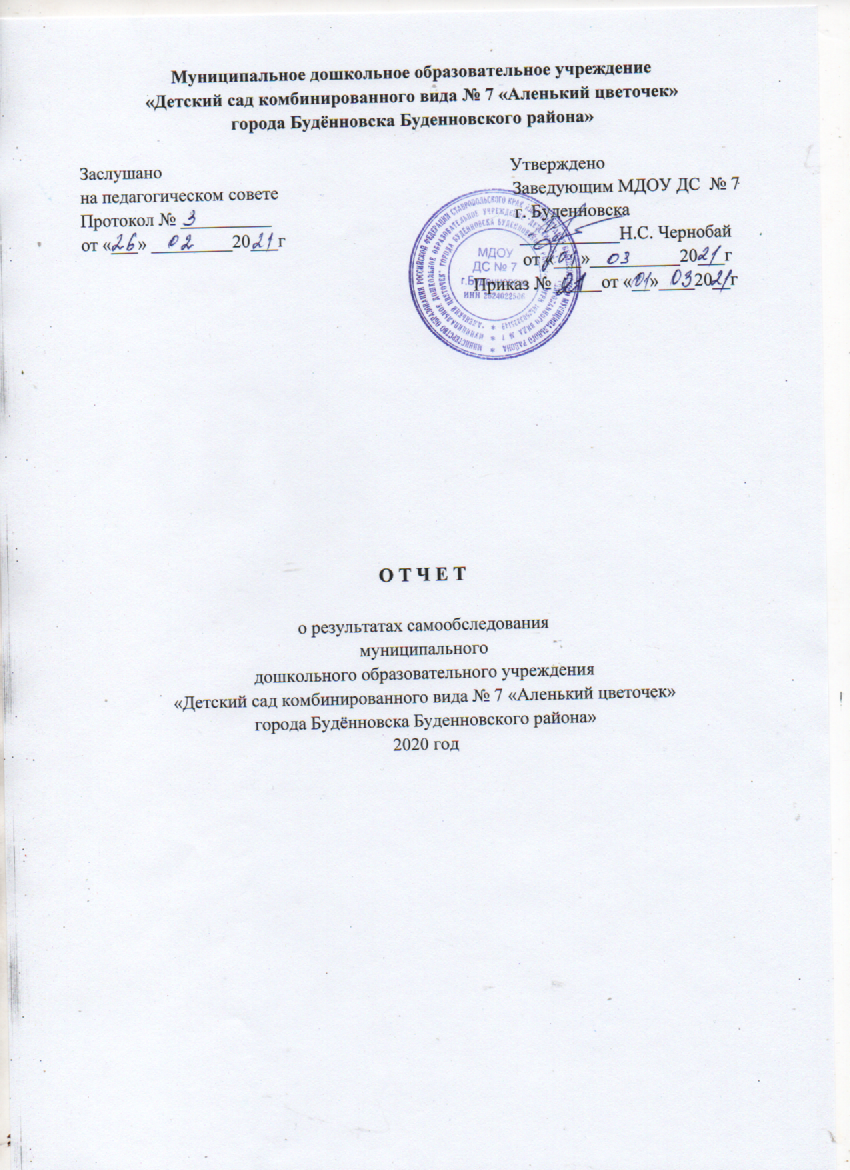 Муниципальное дошкольное образовательное учреждение
«Детский сад комбинированного вида № 7 «Аленький цветочек»
города Будённовска Буденновского района»
Заслушано
на педагогическом совете
Протокол № 3
от «26» 02 2021 г
Утверждено
Заведующим МДОУ ДС № 7
г. Буденновска
Н.С. Чернобай
от «01» 03 2021 г
Приказ № от «01» 03 2021 г
МДОУ
ДС № 7
О Т Ч Е Т
о результатах самообследования
муниципального
дошкольного образовательного учреждения
«Детский сад комбинированного вида № 7 «Аленький цветочек»
города Будённовска Буденновского района»
2020 год